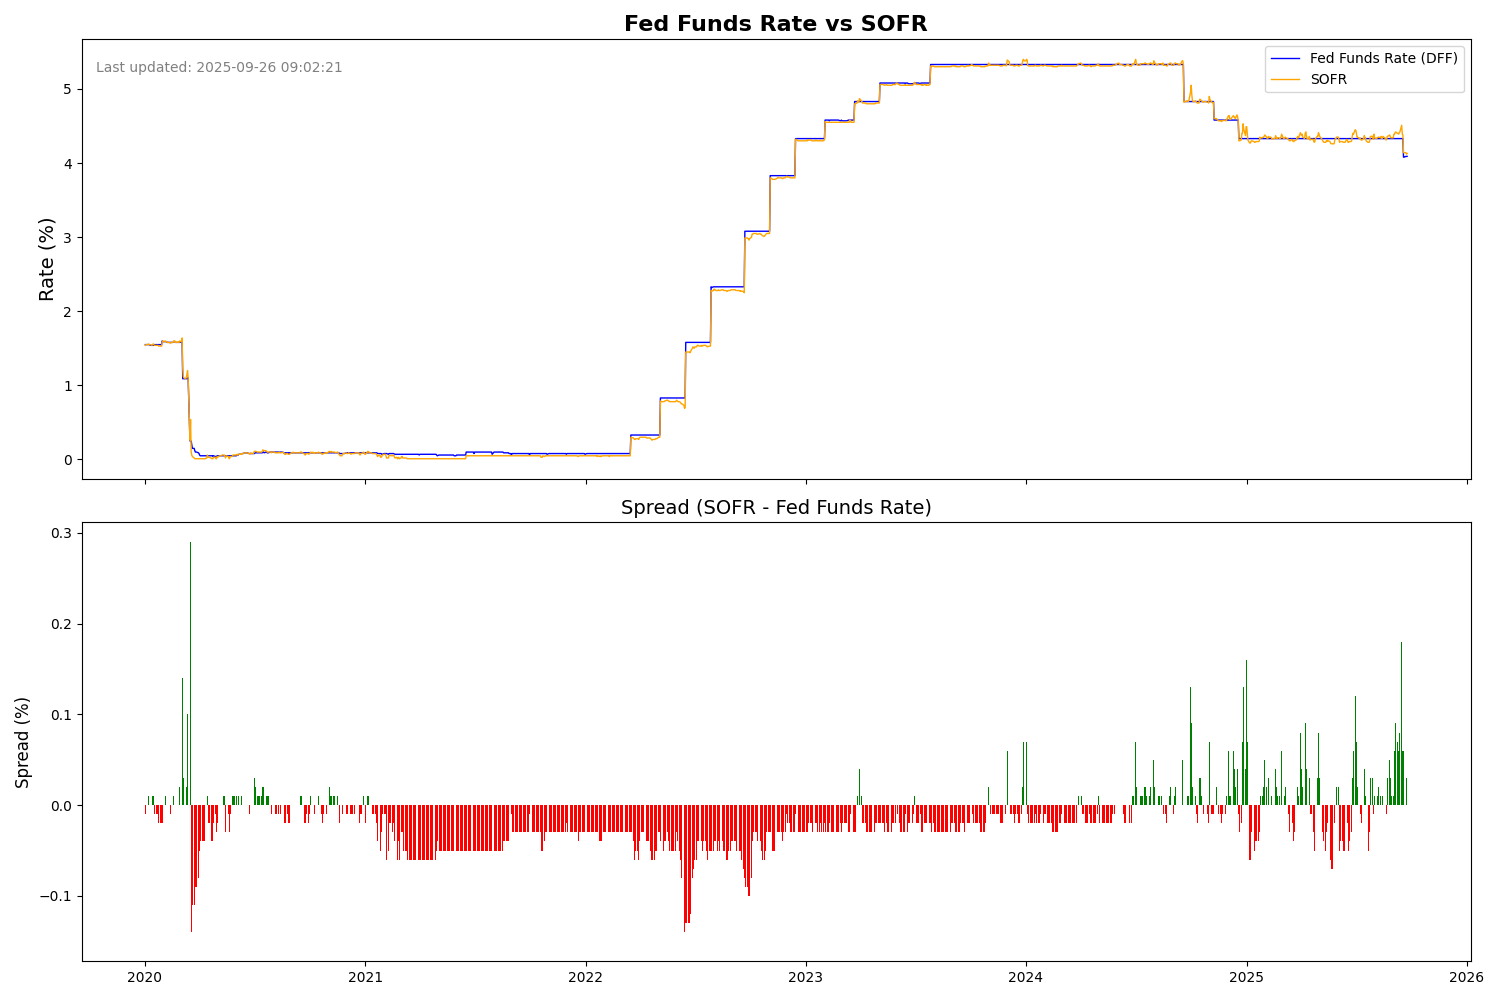 Fed Funds Rate vs SOFR
Last updated: 2025-09-26 09:02:21
Fed Funds Rate (DFF)
SOFR
Rate (%)
5
4
3
2
1
0
Spread (SOFR - Fed Funds Rate)
Spread (%)
0.3
0.2
0.1
0.0
−0.1
2020 2021 2022 2023 2024 2025 2026